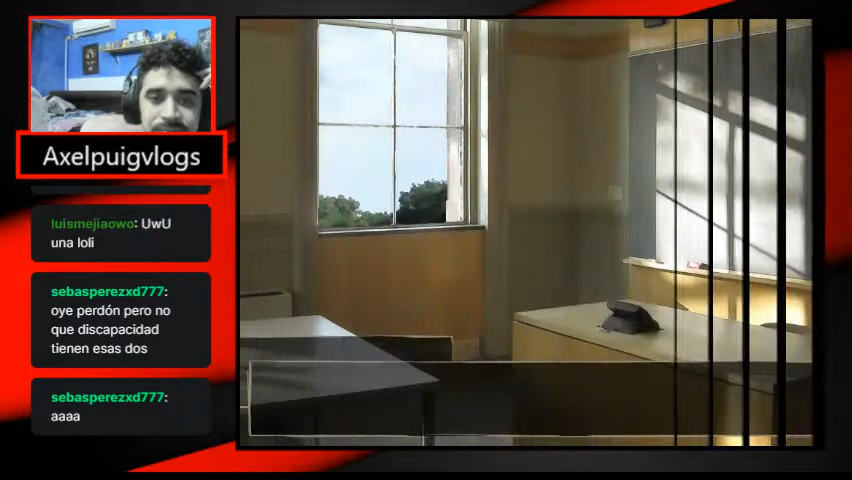 Axelpuigvlogs
luismejiaowo: UwU
una loli
sebasperezxd777:
oye perdón pero no
que discapacidad
tienen esas dos
sebasperezxd777:
aaaa